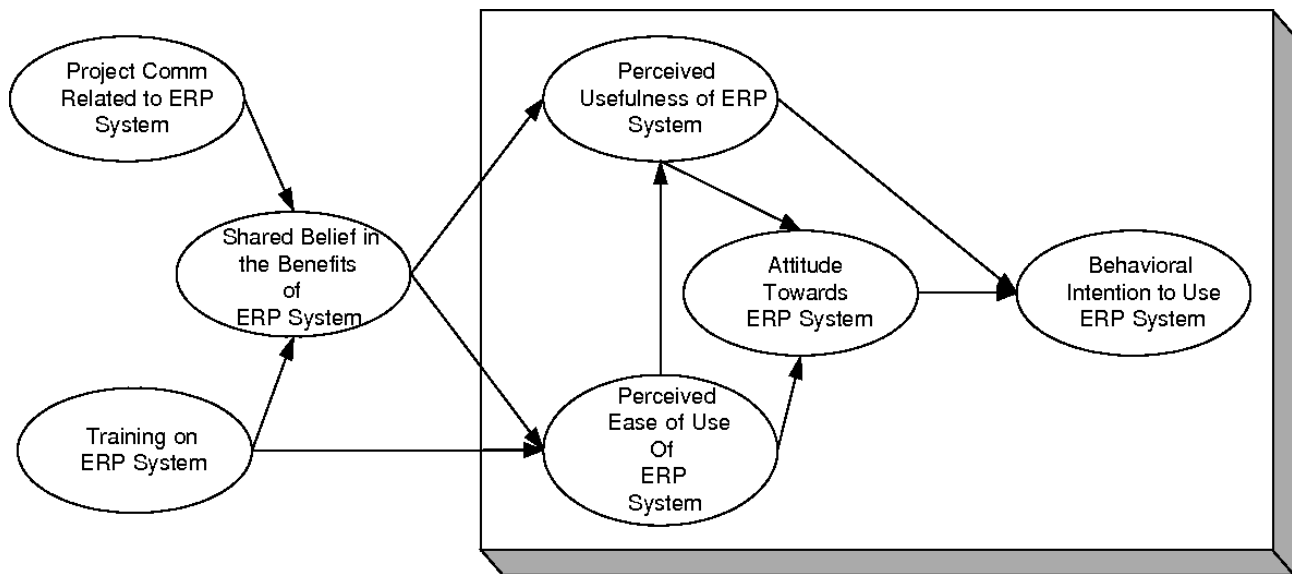 Project Comm
Related to ERP
System
Perceived
Usefulness of ERP
System
Shared Belief in
the Benefits
of
ERP System
Attitude
Towards
ERP System
Behavioral
Intention to Use
ERP System
Training on
ERP System
Perceived
Ease of Use
Of
ERP
System